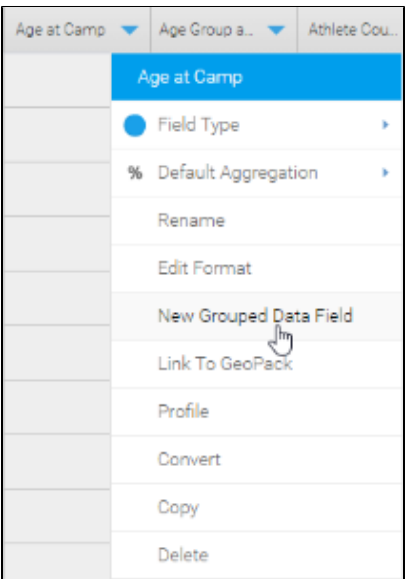 Age at Camp Age Group a... Athlete Cou...
Age at Camp
Field Type
% Default Aggregation
Rename
Edit Format
New Grouped Data Field
Link To GeoPack
Profile
Convert
Copy
Delete